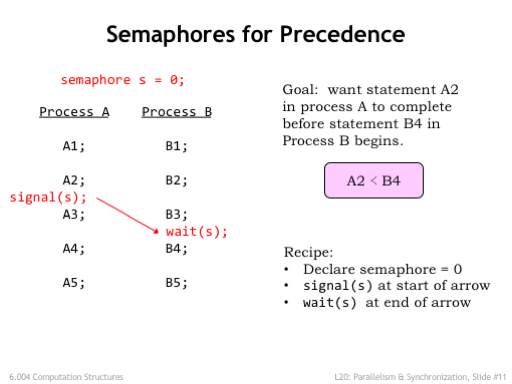 Semaphores for Precedence
semaphore s = 0;
Process A
A1;
A2;
signal(s);
A3;
A4;
A5;
Process B
B1;
B2;
B3;
wait(s);
B4;
B5;
Goal: want statement A2
in process A to complete
before statement B4 in
Process B begins.
A2 < B4
Recipe:
• Declare semaphore = 0
• signal(s) at start of arrow
• wait(s) at end of arrow
6.004 Computation Structures
L20: Parallelism & Synchronization, Slide #11